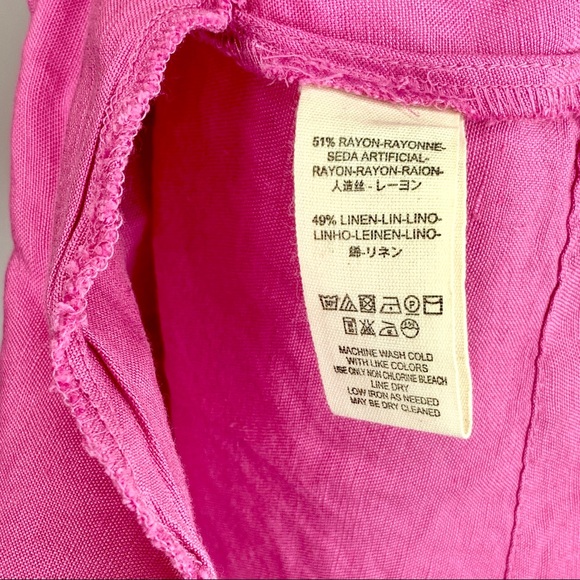 51% RAYON-RAYONNE-
SEDA ARTIFICIAL-
RAYON-RAYON-RAION-
人造丝 - レーヨン
49% LINEN-LIN-LINO-
LINHO-LEINEN-LINO-
-リネン
MACHINE WASH COLD
WITH LIKE COLORS
USE ONLY NON CHLORINE BLEACH
LINE DRY
LOW IRON AS NEEDED
MAY BE DRY CLEANED